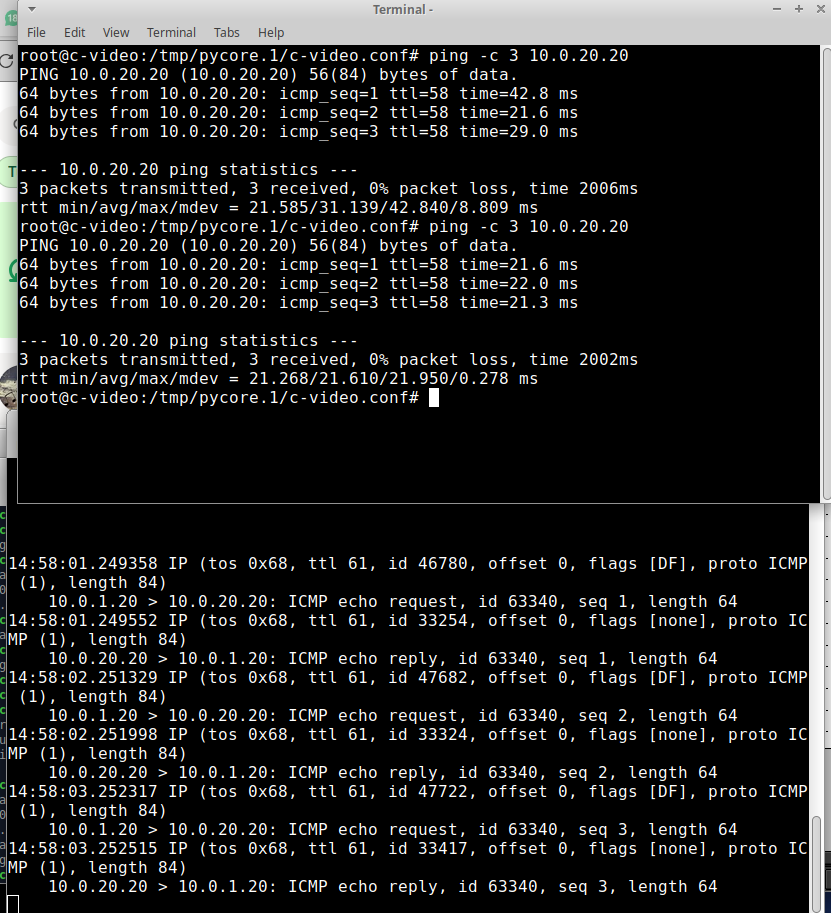 Terminal -
File Edit View Terminal Tabs Help
root@c-video:/tmp/pycore.1/c-video.conf# ping -c 3 10.0.20.20
PING 10.0.20.20 (10.0.20.20) 56(84) bytes of data.
64 bytes from 10.0.20.20: icmp_seq=1 ttl=58 time=42.8 ms
64 bytes from 10.0.20.20: icmp_seq=2 ttl=58 time=21.6 ms
64 bytes from 10.0.20.20: icmp_seq=3 ttl=58 time=29.0 ms
--- 10.0.20.20 ping statistics ---
3 packets transmitted, 3 received, 0% packet loss, time 2006ms
rtt min/avg/max/mdev = 21.585/31.139/42.840/8.809 ms
root@c-video:/tmp/pycore.1/c-video.conf# ping -c 3 10.0.20.20
PING 10.0.20.20 (10.0.20.20) 56(84) bytes of data.
64 bytes from 10.0.20.20: icmp_seq=1 ttl=58 time=21.6 ms
64 bytes from 10.0.20.20: icmp_seq=2 ttl=58 time=22.0 ms
64 bytes from 10.0.20.20: icmp_seq=3 ttl=58 time=21.3 ms
--- 10.0.20.20 ping statistics ---
3 packets transmitted, 3 received, 0% packet loss, time 2002ms
rtt min/avg/max/mdev = 21.268/21.610/21.950/0.278 ms
root@c-video:/tmp/pycore.1/c-video.conf#
14:58:01.249358 IP (tos 0x68, ttl 61, id 46780, offset 0, flags [DF], proto ICMP
(1), length 84)
10.0.1.20 > 10.0.20.20: ICMP echo request, id 63340, seq 1, length 64
14:58:01.249552 IP (tos 0x68, ttl 61, id 33254, offset 0, flags [none], proto IC
MP (1), length 84)
10.0.20.20 > 10.0.1.20: ICMP echo reply, id 63340, seq 1, length 64
14:58:02.251329 IP (tos 0x68, ttl 61, id 47682, offset 0, flags [DF], proto ICMP
(1), length 84)
10.0.1.20 > 10.0.20.20: ICMP echo request, id 63340, seq 2, length 64
14:58:02.251998 IP (tos 0x68, ttl 61, id 33324, offset 0, flags [none], proto IC
MP (1), length 84)
10.0.20.20 > 10.0.1.20: ICMP echo reply, id 63340, seq 2, length 64
14:58:03.252317 IP (tos 0x68, ttl 61, id 47722, offset 0, flags [DF], proto ICMP
(1), length 84)
10.0.1.20 > 10.0.20.20: ICMP echo request, id 63340, seq 3, length 64
14:58:03.252515 IP (tos 0x68, ttl 61, id 33417, offset 0, flags [none], proto IC
MP (1), length 84)
10.0.20.20 > 10.0.1.20: ICMP echo reply, id 63340, seq 3, length 64